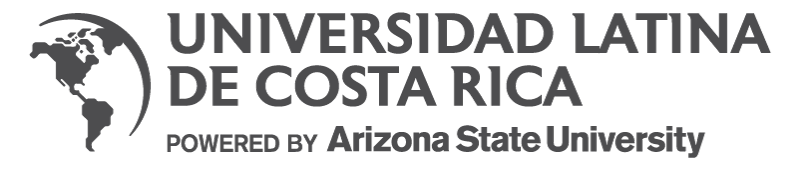 UNIVERSIDAD LATINA
DE COSTA RICA
POWERED BY Arizona State University